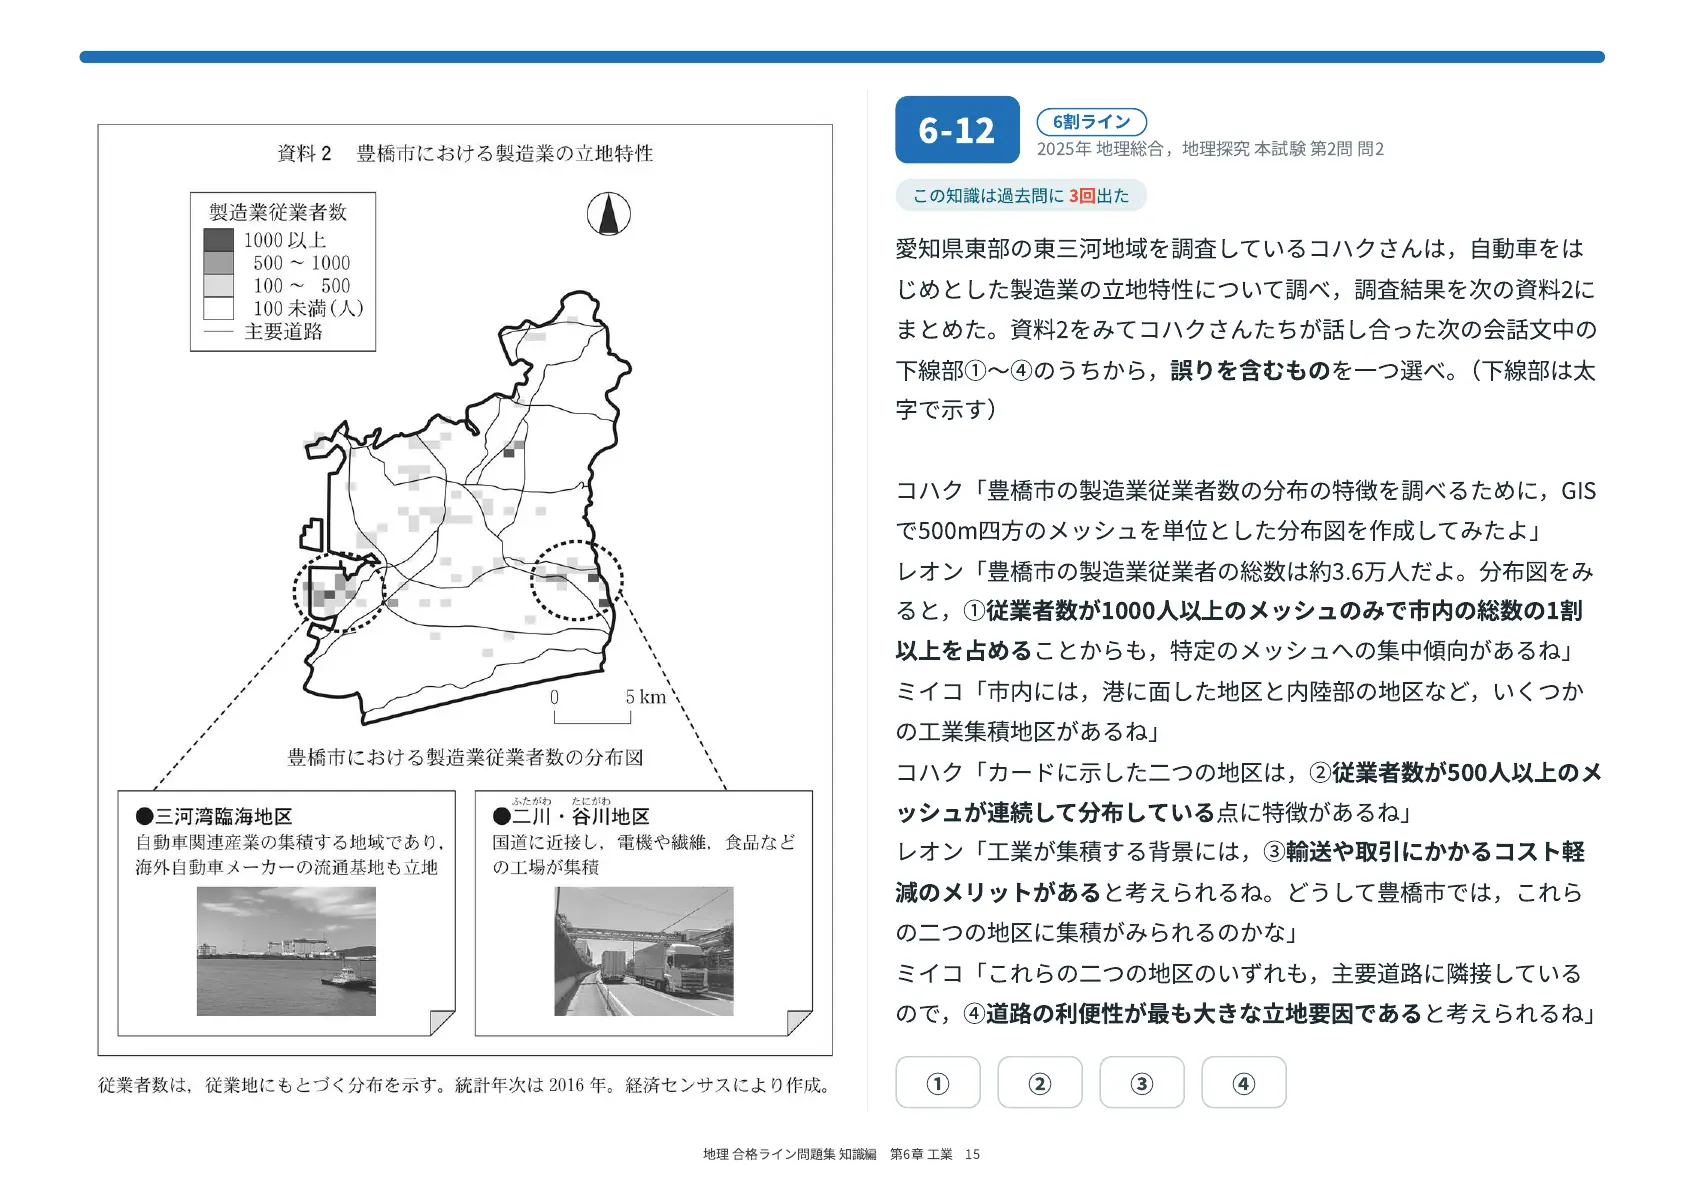 資料2 豊橋市における製造業の立地特性
製造業従業者数
1000 以上
500 ～ 1000
100 ～ 500
100 未満(人)
主要道路
0 5 km
豊橋市における製造業従業者数の分布図
●三河湾臨海地区
自動車関連産業の集積する地域であり，
海外自動車メーカーの流通基地も立地
ふたがわ たにがわ
●二川・谷川地区
国道に近接し，電機や繊維，食品など
の工場が集積
従業者数は，従業地にもとづく分布を示す。統計年次は 2016 年。経済センサスにより作成。
6-12
6割ライン
2025年 地理総合，地理探究 本試験 第2問 問2
この知識は過去問に 3回出た
愛知県東部の東三河地域を調査しているコハクさんは，自動車をは
じめとした製造業の立地特性について調べ，調査結果を次の資料2に
まとめた。資料2をみてコハクさんたちが話し合った次の会話文中の
下線部①～④のうちから，誤りを含むものを一つ選べ。（下線部は太
字で示す）
コハク「豊橋市の製造業従業者数の分布の特徴を調べるために，GIS
で500m四方のメッシュを単位とした分布図を作成してみたよ」
レオン「豊橋市の製造業従業者の総数は約3.6万人だよ。分布図をみ
ると，①従業者数が1000人以上のメッシュのみで市内の総数の1割
以上を占めることからも，特定のメッシュへの集中傾向があるね」
ミイコ「市内には，港に面した地区と内陸部の地区など，いくつか
の工業集積地区があるね」
コハク「カードに示した二つの地区は，②従業者数が500人以上のメ
ッシュが連続して分布している点に特徴があるね」
レオン「工業が集積する背景には，③輸送や取引にかかるコスト軽
減のメリットがあると考えられるね。どうして豊橋市では，これら
の二つの地区に集積がみられるのかな」
ミイコ「これらの二つの地区のいずれも，主要道路に隣接している
ので，④道路の利便性が最も大きな立地要因であると考えられるね」
① ② ③ ④
地理 合格ライン問題集 知識編 第6章 工業 15